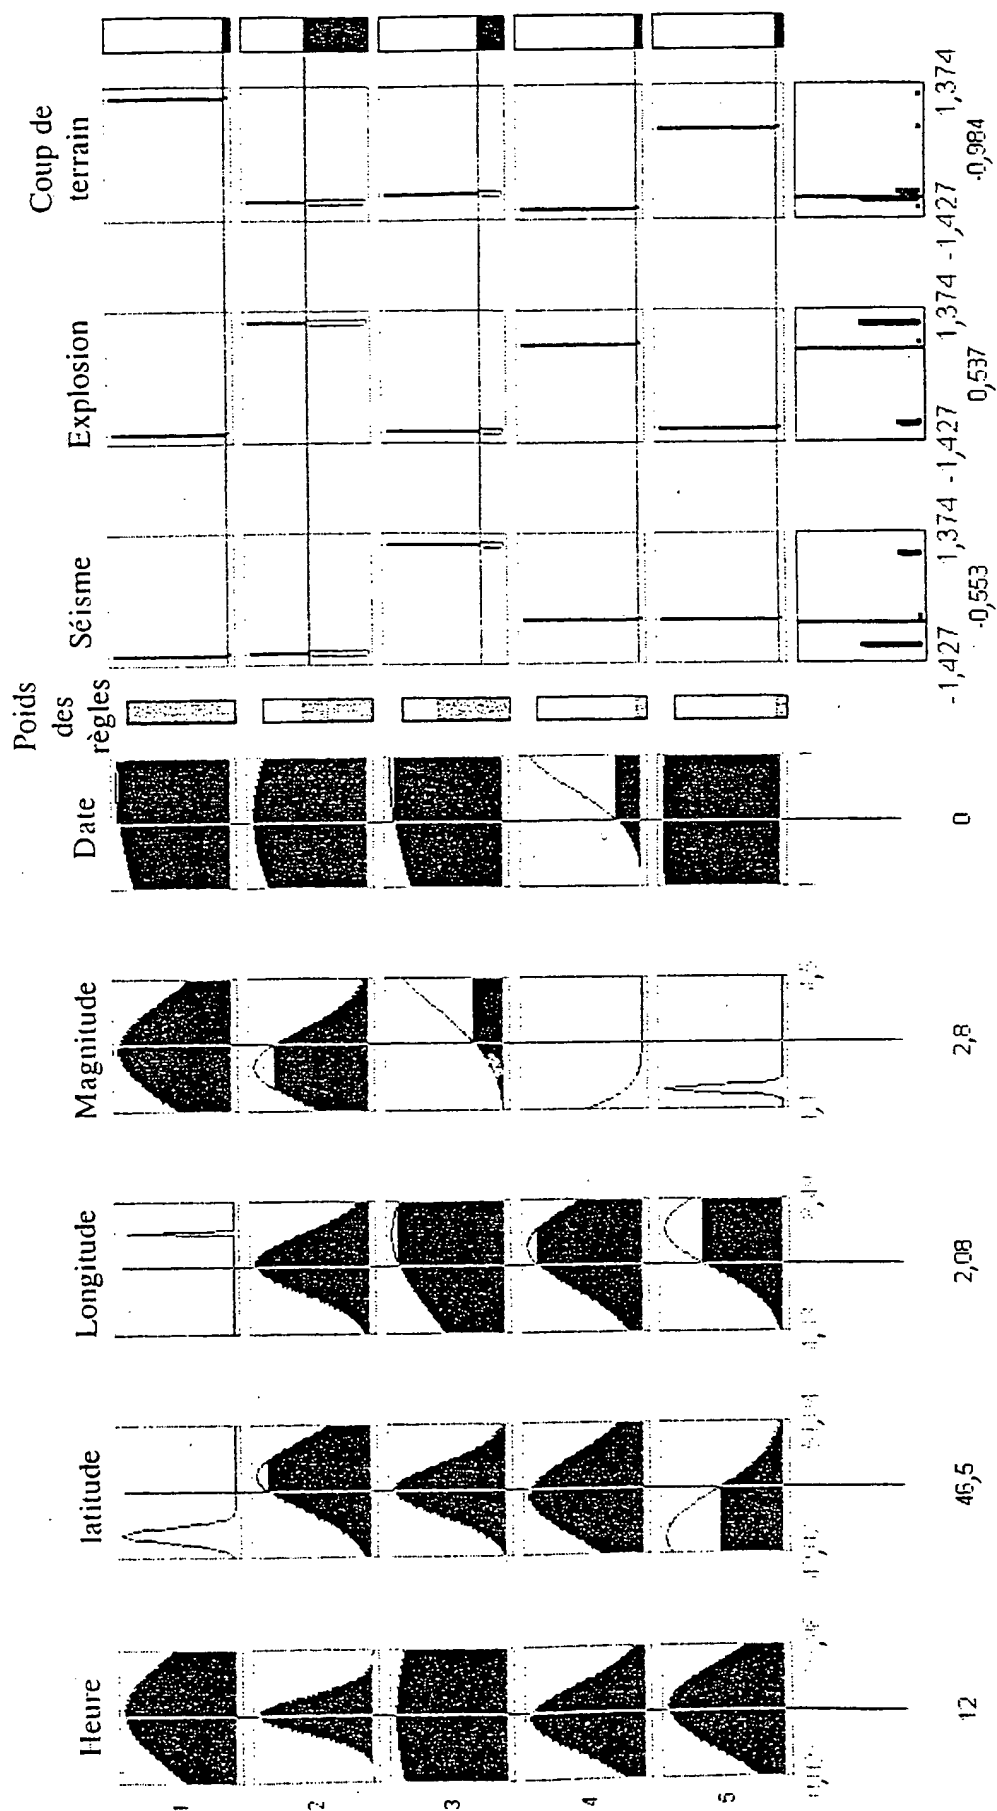 Heure
latitude
Longitude
Magnitude
Date
Poids
des
règles
Séisme
Explosion
Coup de
terrain
1
2
3
4
5
-1,427 1,374 -1,427 1,374 -1,427 1,374
12
46,5
2,08
2,8
0
-0,553
0,537
-0,984